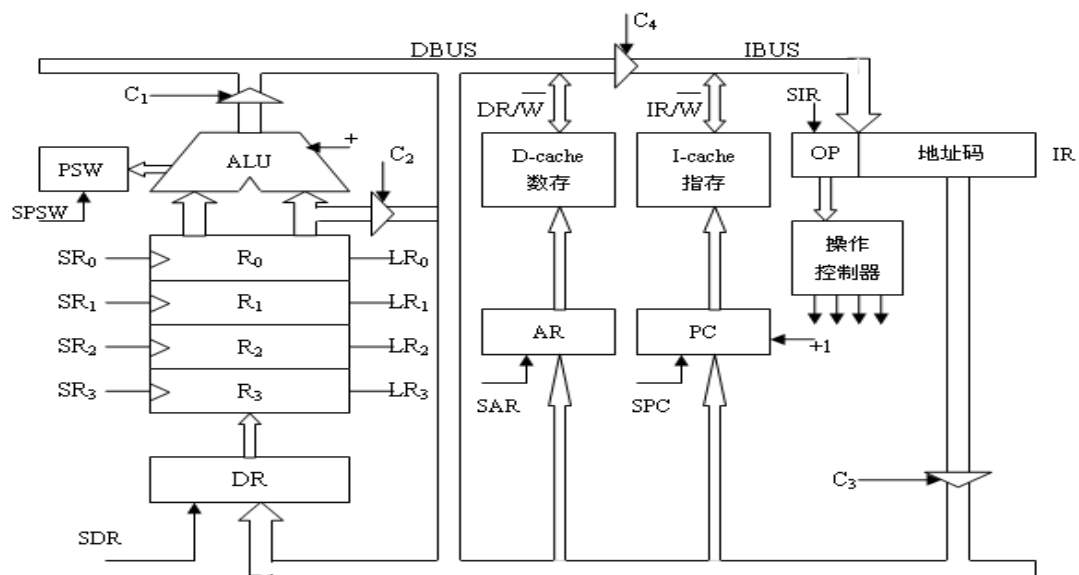 C₄
DBUS
IBUS
C₁
DR/W̅
IR/W̅
SIR
+
PSW
ALU
C₂
D-cache
数存
I-cache
指存
OP
地址码
IR
SPSW
操作
控制器
SR₀
R₀
LR₀
SR₁
R₁
LR₁
SR₂
R₂
LR₂
AR
PC
+1
SR₃
R₃
LR₃
SAR
SPC
DR
C₃
SDR